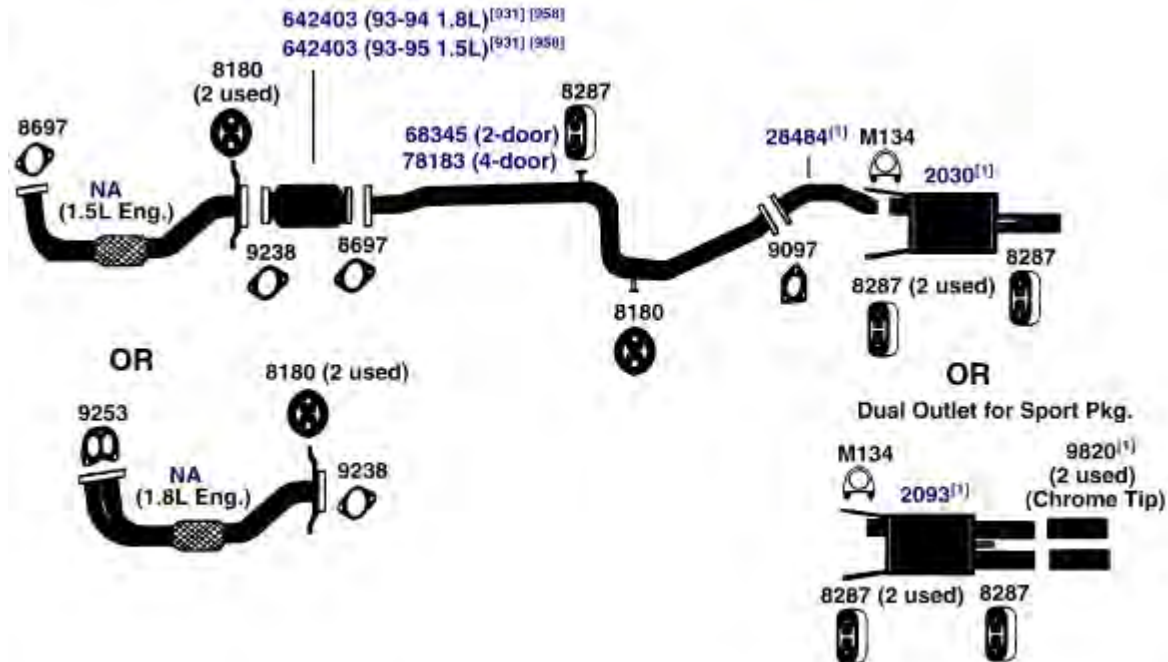 642403 (93-94 1.8L)[931] [958]
642403 (93-95 1.5L)[931] [958]
8180
(2 used)
8287
8697
68345 (2-door)
78183 (4-door)
28484[1]
M134
2030[1]
NA
(1.5L Eng.)
9238
8697
9097
8287
8287 (2 used)
8180
OR
8180 (2 used)
OR
Dual Outlet for Sport Pkg.
9253
9238
NA
(1.8L Eng.)
M134
9820[1]
(2 used)
(Chrome Tip)
2093[1]
8287 (2 used)
8287